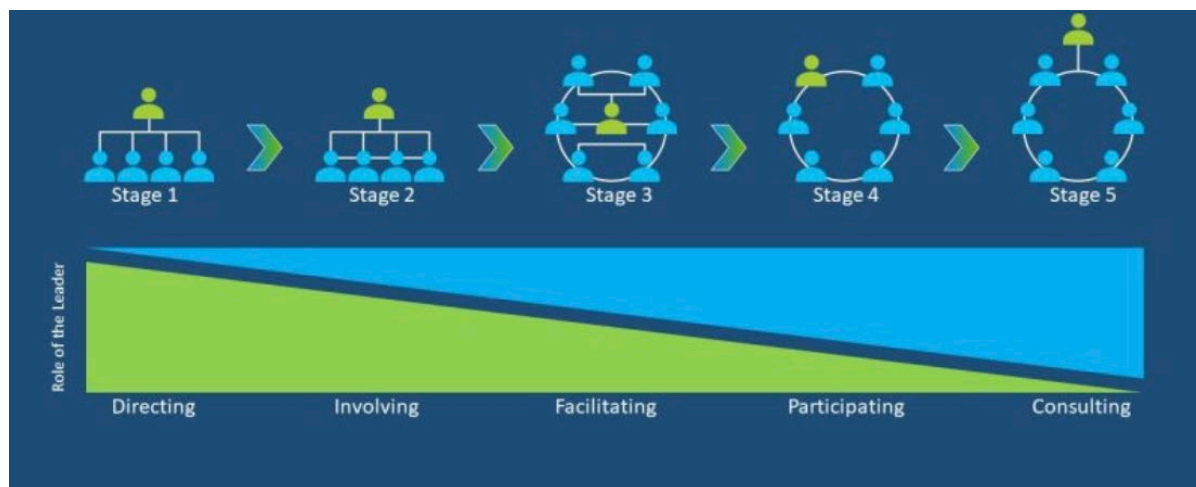 Stage 1
Stage 2
Stage 3
Stage 4
Stage 5
Role of the Leader
Directing
Involving
Facilitating
Participating
Consulting